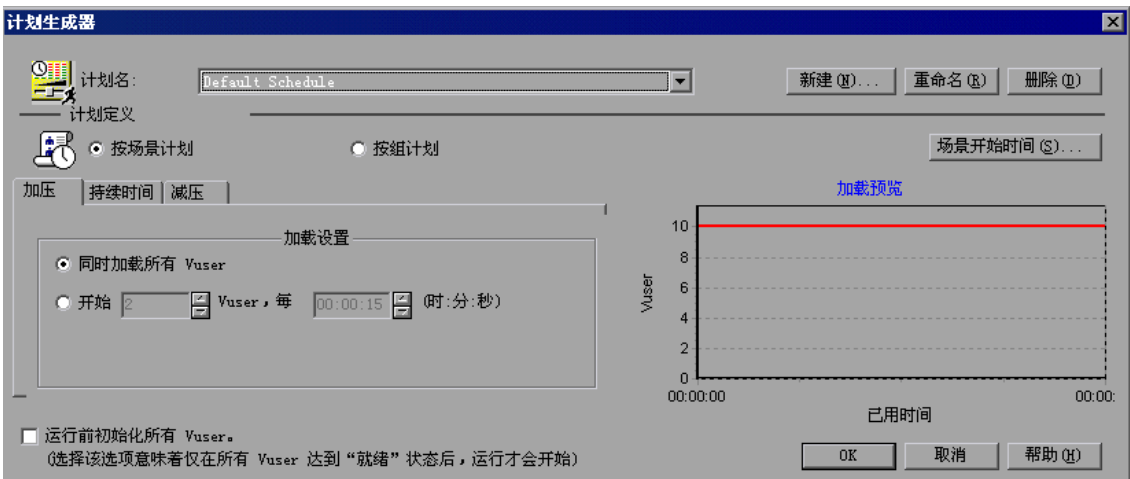 计划生成器
计划名: Default Schedule 新建(N)... 重命名(R) 删除(D)
计划定义
按场景计划 按组计划 场景开始时间(S)...
加压 持续时间 减压
加载设置
同时加载所有 Vuser
开始 2 Vuser，每 00:00:15 (时:分:秒)
加载预览
10
8
6
4
2
0
Vuser
00:00:00 00:00:
已用时间
运行前初始化所有 Vuser。
(选择该选项意味着仅在所有 Vuser 达到“就绪”状态后，运行才会开始)
OK 取消 帮助(H)